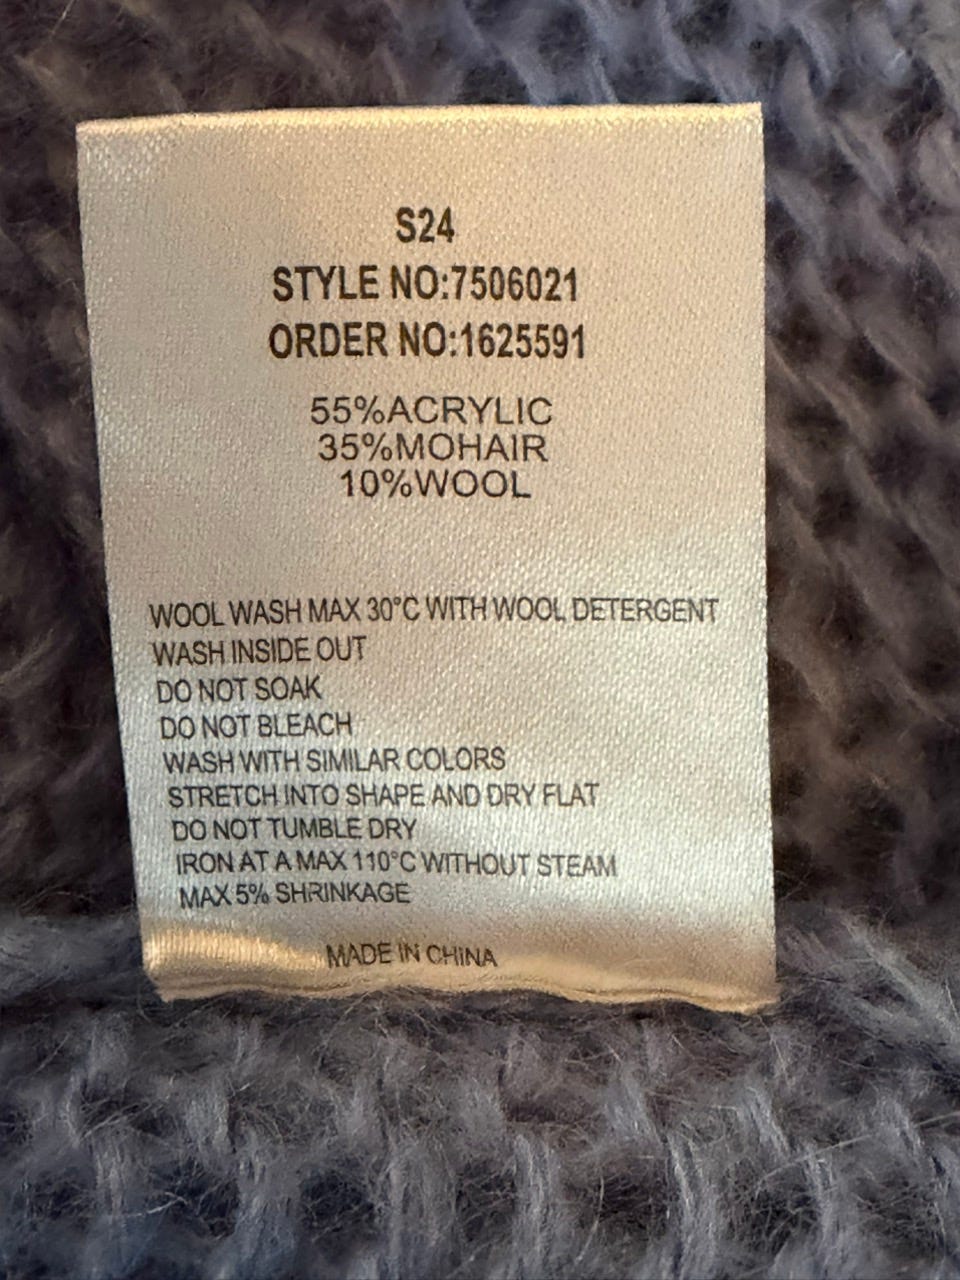 S24
STYLE NO:7506021
ORDER NO:1625591
55%ACRYLIC
35%MOHAIR
10%WOOL
WOOL WASH MAX 30°C WITH WOOL DETERGENT
WASH INSIDE OUT
DO NOT SOAK
DO NOT BLEACH
WASH WITH SIMILAR COLORS
STRETCH INTO SHAPE AND DRY FLAT
DO NOT TUMBLE DRY
IRON AT A MAX 110°C WITHOUT STEAM
MAX 5% SHRINKAGE
MADE IN CHINA